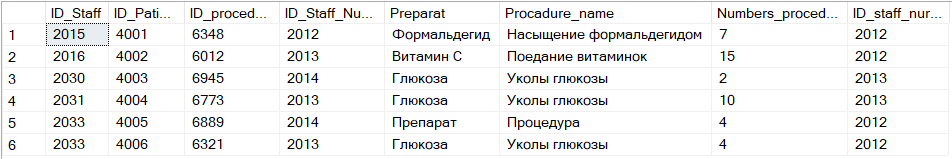 ID_Staff ID_Pati... ID_proced... ID_Staff_Nu... Preparat Procadure_name Numbers_proced... ID_staff_nur...
1 2015 4001 6348 2012 Формальдегид Насыщение формальдегидом 7 2012
2 2016 4002 6012 2013 Витамин С Поедание витаминок 15 2012
3 2030 4003 6945 2014 Глюкоза Уколы глюкозы 2 2013
4 2031 4004 6773 2013 Глюкоза Уколы глюкозы 10 2013
5 2033 4005 6889 2014 Препарат Процедура 4 2012
6 2033 4006 6321 2013 Глюкоза Уколы глюкозы 4 2012